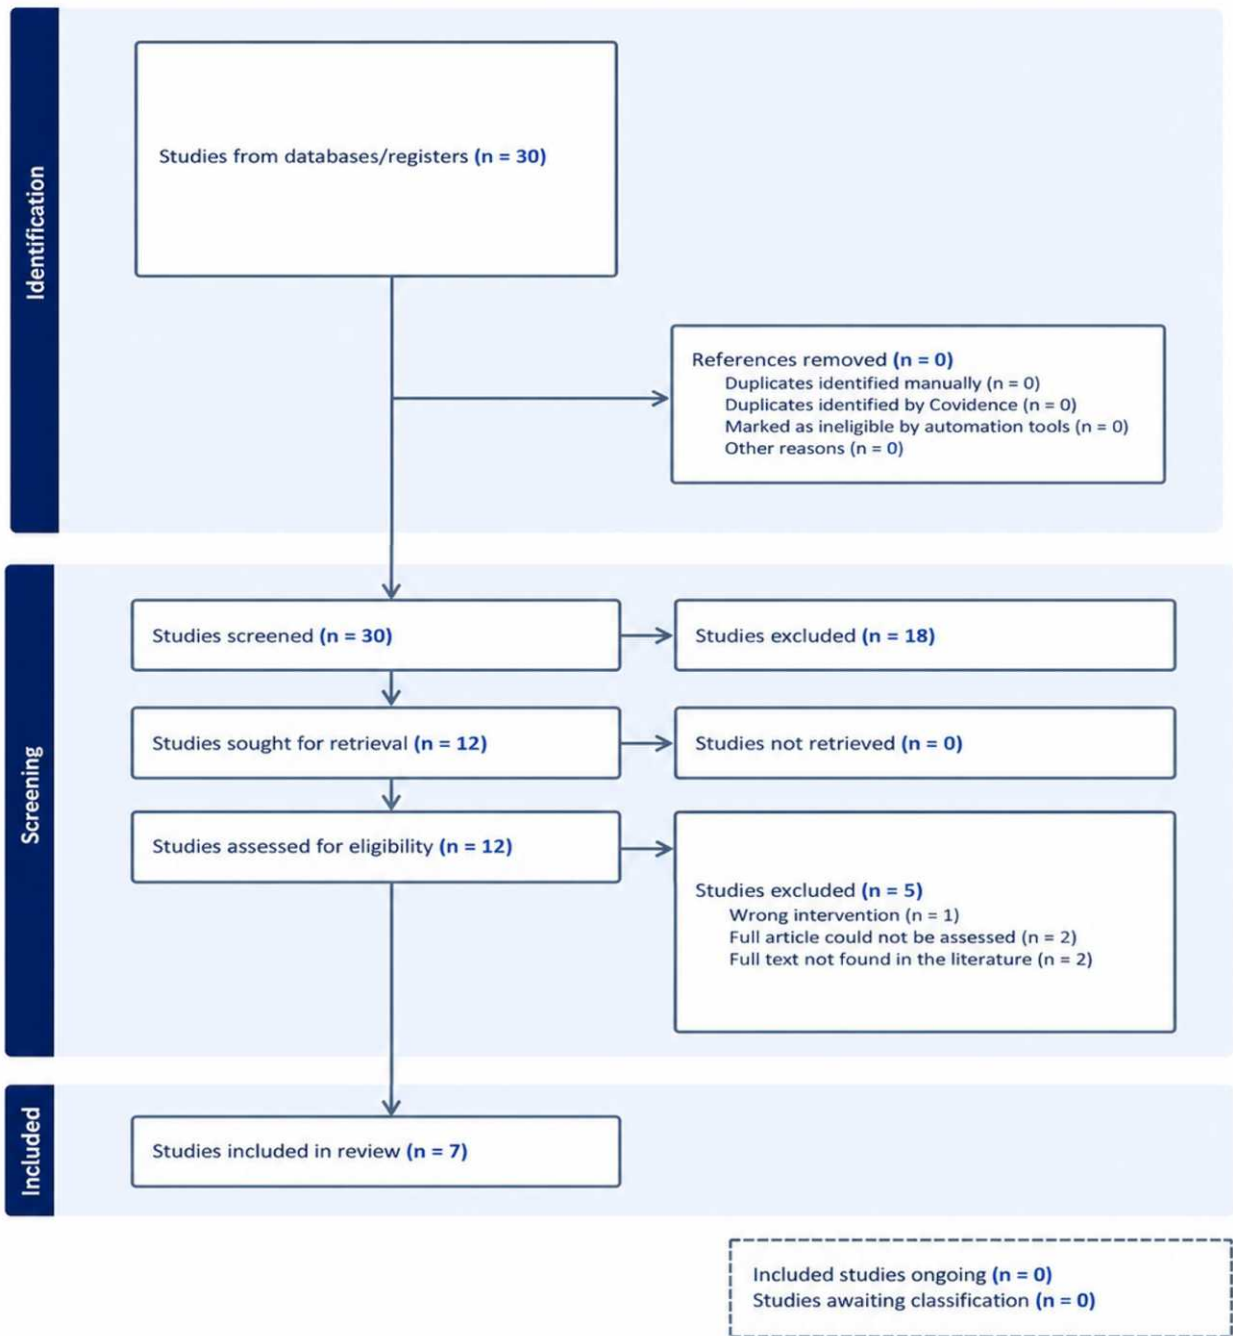 Identification
Studies from databases/registers (n = 30)
References removed (n = 0)
Duplicates identified manually (n = 0)
Duplicates identified by Covidence (n = 0)
Marked as ineligible by automation tools (n = 0)
Other reasons (n = 0)
Screening
Studies screened (n = 30)
Studies excluded (n = 18)
Studies sought for retrieval (n = 12)
Studies not retrieved (n = 0)
Studies assessed for eligibility (n = 12)
Studies excluded (n = 5)
Wrong intervention (n = 1)
Full article could not be assessed (n = 2)
Full text not found in the literature (n = 2)
Included
Studies included in review (n = 7)
Included studies ongoing (n = 0)
Studies awaiting classification (n = 0)